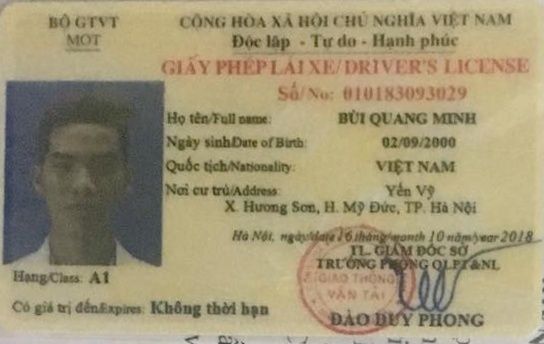 BỘ GTVT
MOT
CỘNG HÒA XÃ HỘI CHỦ NGHĨA VIỆT NAM
Độc lập - Tự do - Hạnh phúc
GIẤY PHÉP LÁI XE/DRIVER'S LICENSE
Số/No: 010183093029
Họ tên/Full name: BÙI QUANG MINH
Ngày sinh/Date of Birth: 02/09/2000
Quốc tịch/Nationality: VIỆT NAM
Nơi cư trú/Address: Yến Vỹ
X. Hương Sơn, H. Mỹ Đức, TP. Hà Nội
Hà Nội, ngày/date 16 tháng/month 10 năm/year 2018
TL. GIÁM ĐỐC SỞ
TRƯỞNG PHÒNG QLPT&NL
GIAO THÔNG
VẬN TẢI
Hạng/Class: A1
Có giá trị đến/Expires: Không thời hạn
ĐÀO DUY PHONG